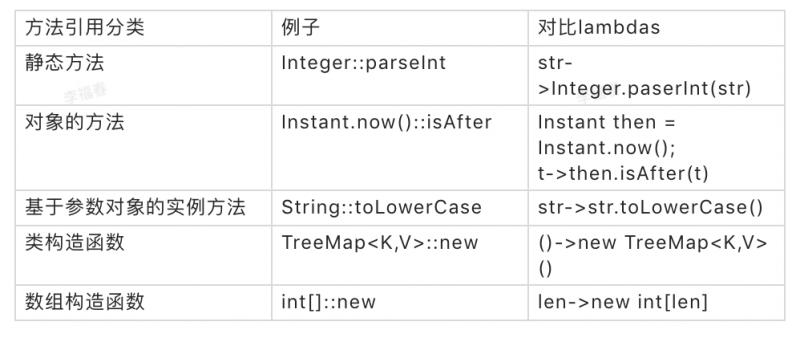 方法引用分类 例子 对比lambdas
静态方法 Integer::parseInt str-
>Integer.paserInt(str)
李福春
对象的方法 Instant.now()::isAfter Instant then =
Instant.now();
t->then.isAfter(t)
基于参数对象的实例方法 String::toLowerCase str->str.toLowerCase()
类构造函数 TreeMap<K,V>::new ()->new TreeMap<K,V>
()
数组构造函数 int[]::new len->new int[len]